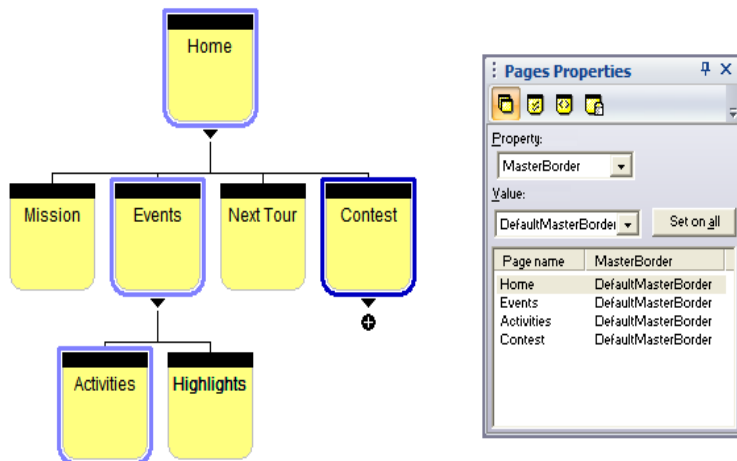 Home
Mission
Events
Next Tour
Contest
Activities
Highlights
Pages Properties
Property:
MasterBorder
Value:
DefaultMasterBorder
Set on all
Page name MasterBorder
Home DefaultMasterBorder
Events DefaultMasterBorder
Activities DefaultMasterBorder
Contest DefaultMasterBorder